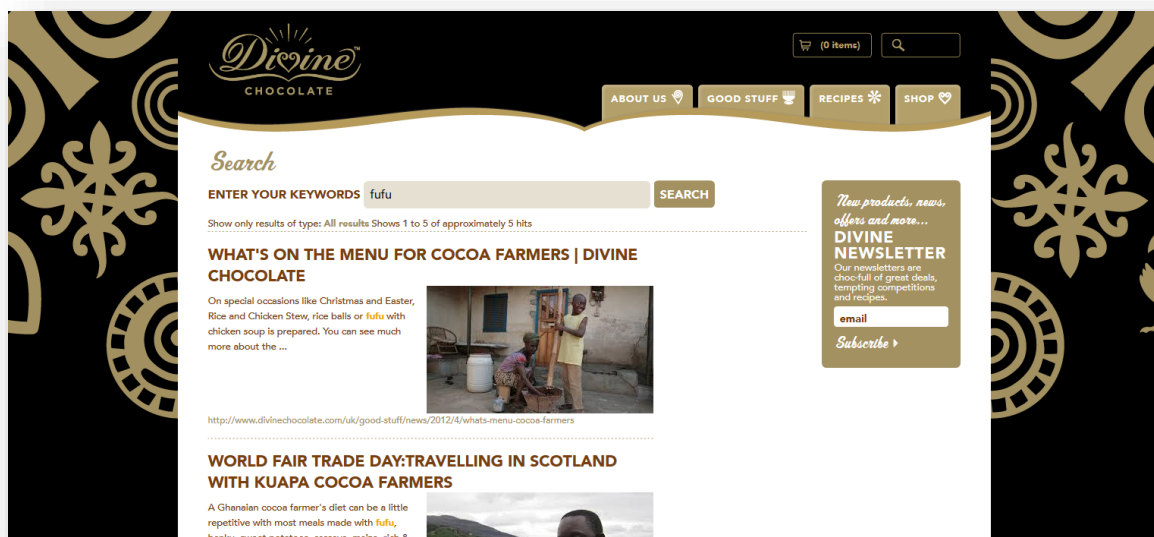 Divine™
CHOCOLATE
(0 items)
ABOUT US
GOOD STUFF
RECIPES
SHOP
Search
ENTER YOUR KEYWORDS fufu SEARCH
Show only results of type: All results Shows 1 to 5 of approximately 5 hits
WHAT'S ON THE MENU FOR COCOA FARMERS | DIVINE
CHOCOLATE
On special occasions like Christmas and Easter,
Rice and Chicken Stew, rice balls or fufu with
chicken soup is prepared. You can see much
more about the ...
http://www.divinechocolate.com/uk/good-stuff/news/2012/4/whats-menu-cocoa-farmers
WORLD FAIR TRADE DAY:TRAVELLING IN SCOTLAND
WITH KUAPA COCOA FARMERS
A Ghanaian cocoa farmer's diet can be a little
repetitive with most meals made with fufu,
New products, news,
offers and more...
DIVINE
NEWSLETTER
Our newsletters are
choc-full of great deals,
tempting competitions
and recipes.
email
Subscribe